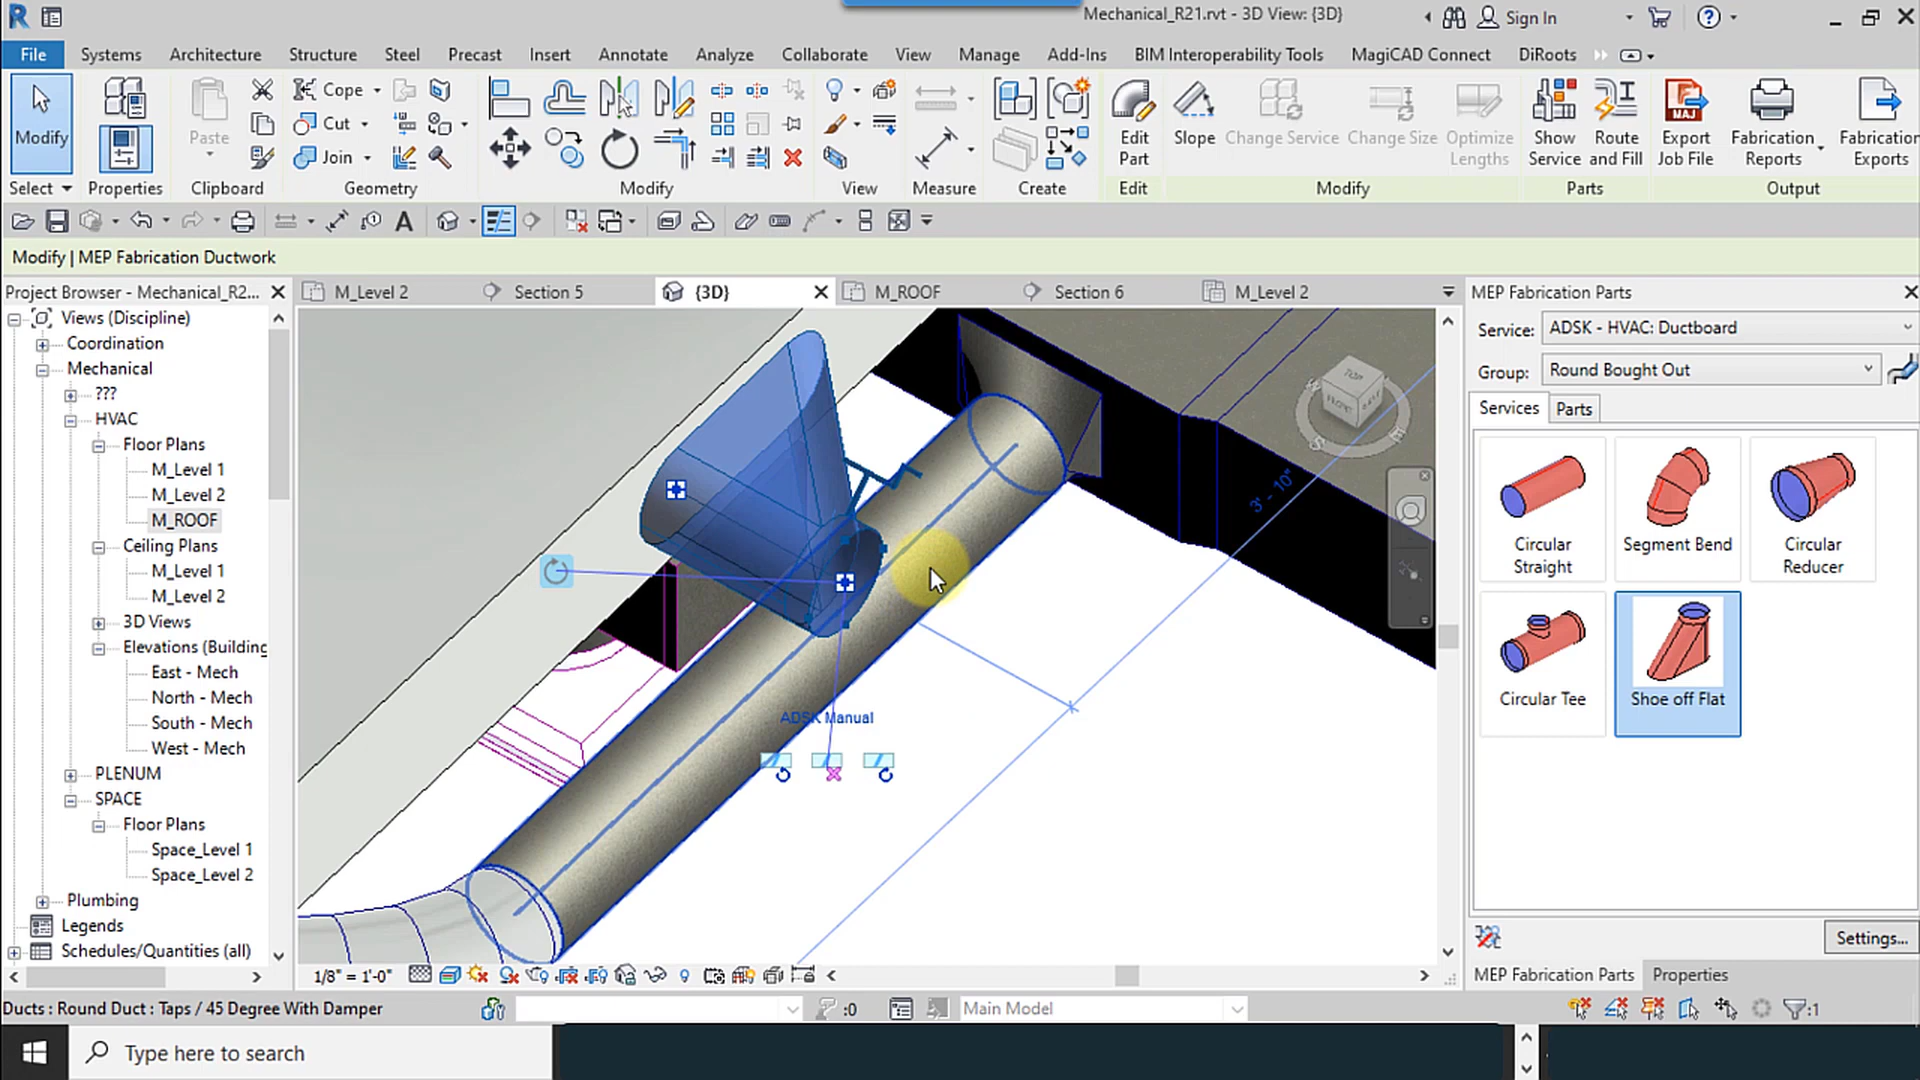 Mechanical_R21.rvt - 3D View: {3D}
Sign In
File Systems Architecture Structure Steel Precast Insert Annotate Analyze Collaborate View Manage Add-Ins BIM Interoperability Tools MagiCAD Connect DiRoots
Modify
Paste
Cope
Cut
Join
Edit Part
Slope
Change Service
Change Size
Optimize Lengths
Show Service
Route and Fill
MAJ
Export Job File
Fabrication Reports
Fabrication Exports
Select Properties Clipboard Geometry Modify View Measure Create Edit Modify Parts Output
Modify | MEP Fabrication Ductwork
Project Browser - Mechanical_R2...
M_Level 2
Section 5
{3D}
M_ROOF
Section 6
M_Level 2
Views (Discipline)
Coordination
Mechanical
???
HVAC
Floor Plans
M_Level 1
M_Level 2
M_ROOF
Ceiling Plans
M_Level 1
M_Level 2
3D Views
Elevations (Building
East - Mech
North - Mech
South - Mech
West - Mech
PLENUM
SPACE
Floor Plans
Space_Level 1
Space_Level 2
Plumbing
Legends
Schedules/Quantities (all)
TOP
FRONT
S
E
3' - 10"
ADSK Manual
MEP Fabrication Parts
Service: ADSK - HVAC: Ductboard
Group: Round Bought Out
Services Parts
Circular Straight
Segment Bend
Circular Reducer
Circular Tee
Shoe off Flat
Settings...
MEP Fabrication Parts Properties
1/8" = 1'-0"
Ducts : Round Duct : Taps / 45 Degree With Damper
:0
Main Model
:1
Type here to search